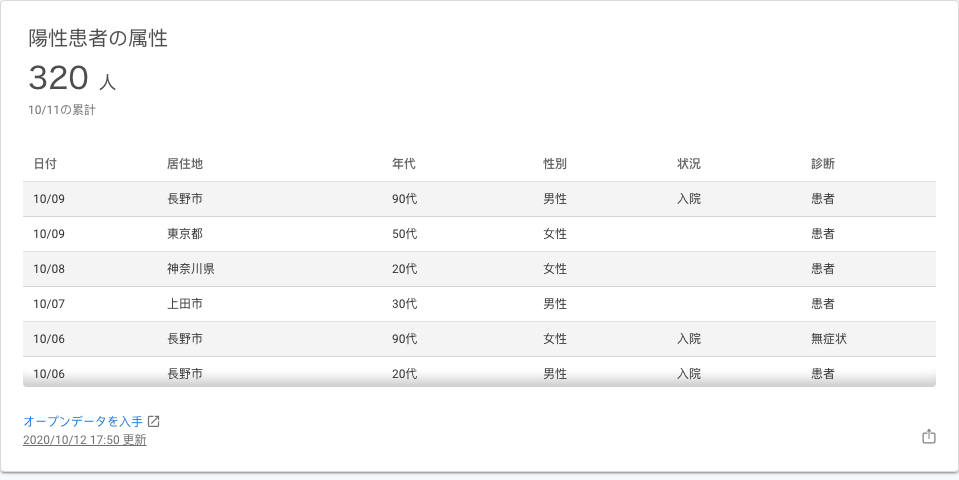 陽性患者の属性
320 人
10/11の累計
日付 居住地 年代 性別 状況 診断
10/09 長野市 90代 男性 入院 患者
10/09 東京都 50代 女性 患者
10/08 神奈川県 20代 女性 患者
10/07 上田市 30代 男性 患者
10/06 長野市 90代 女性 入院 無症状
10/06 長野市 20代 男性 入院 患者
オープンデータを入手
2020/10/12 17:50 更新